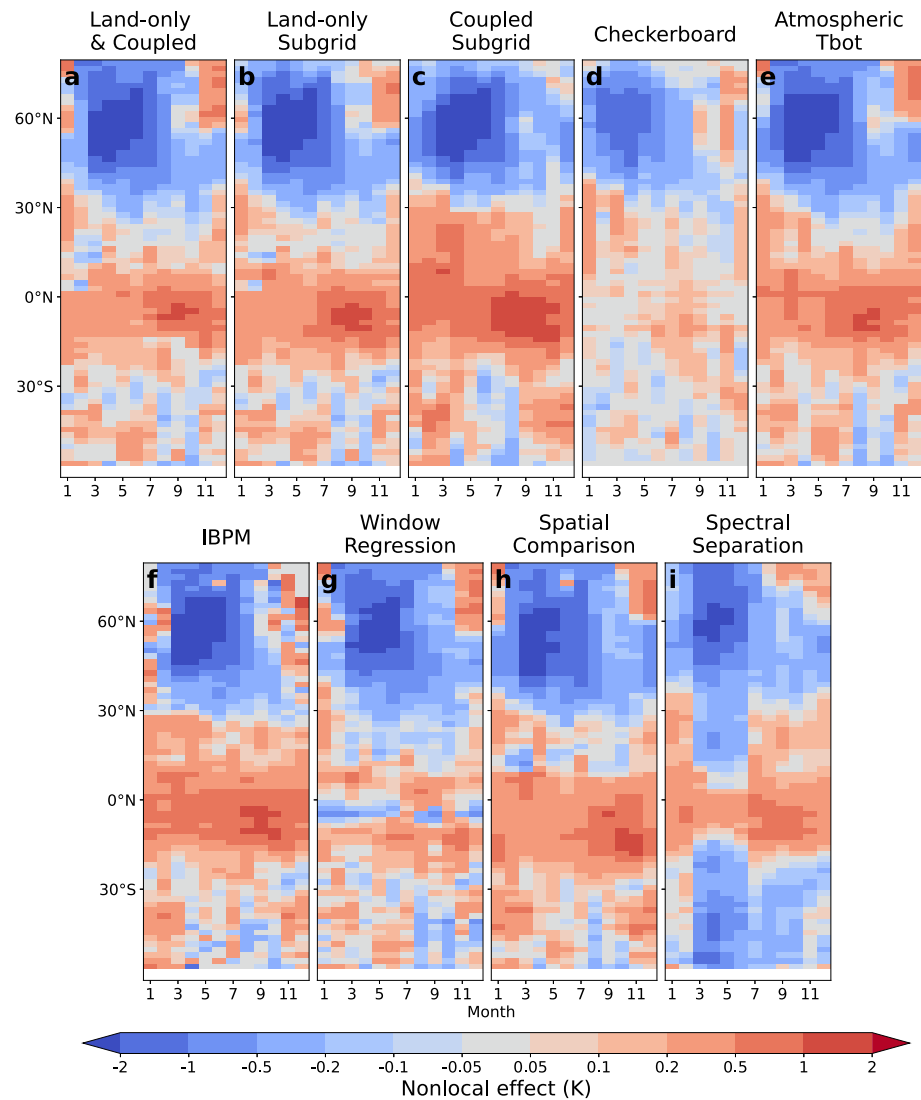 Land-only
& Coupled
Land-only
Subgrid
Coupled
Subgrid
Checkerboard
Atmospheric
Tbot
a
b
c
d
e
60°N
30°N
0°N
30°S
1 3 5 7 9 11
1 3 5 7 9 11
1 3 5 7 9 11
1 3 5 7 9 11
1 3 5 7 9 11
IBPM
Window
Regression
Spatial
Comparison
Spectral
Separation
f
g
h
i
60°N
30°N
0°N
30°S
1 3 5 7 9 11
1 3 5 7 9 11
1 3 5 7 9 11
1 3 5 7 9 11
Month
-2 -1 -0.5 -0.2 -0.1 -0.05 0.05 0.1 0.2 0.5 1 2
Nonlocal effect (K)